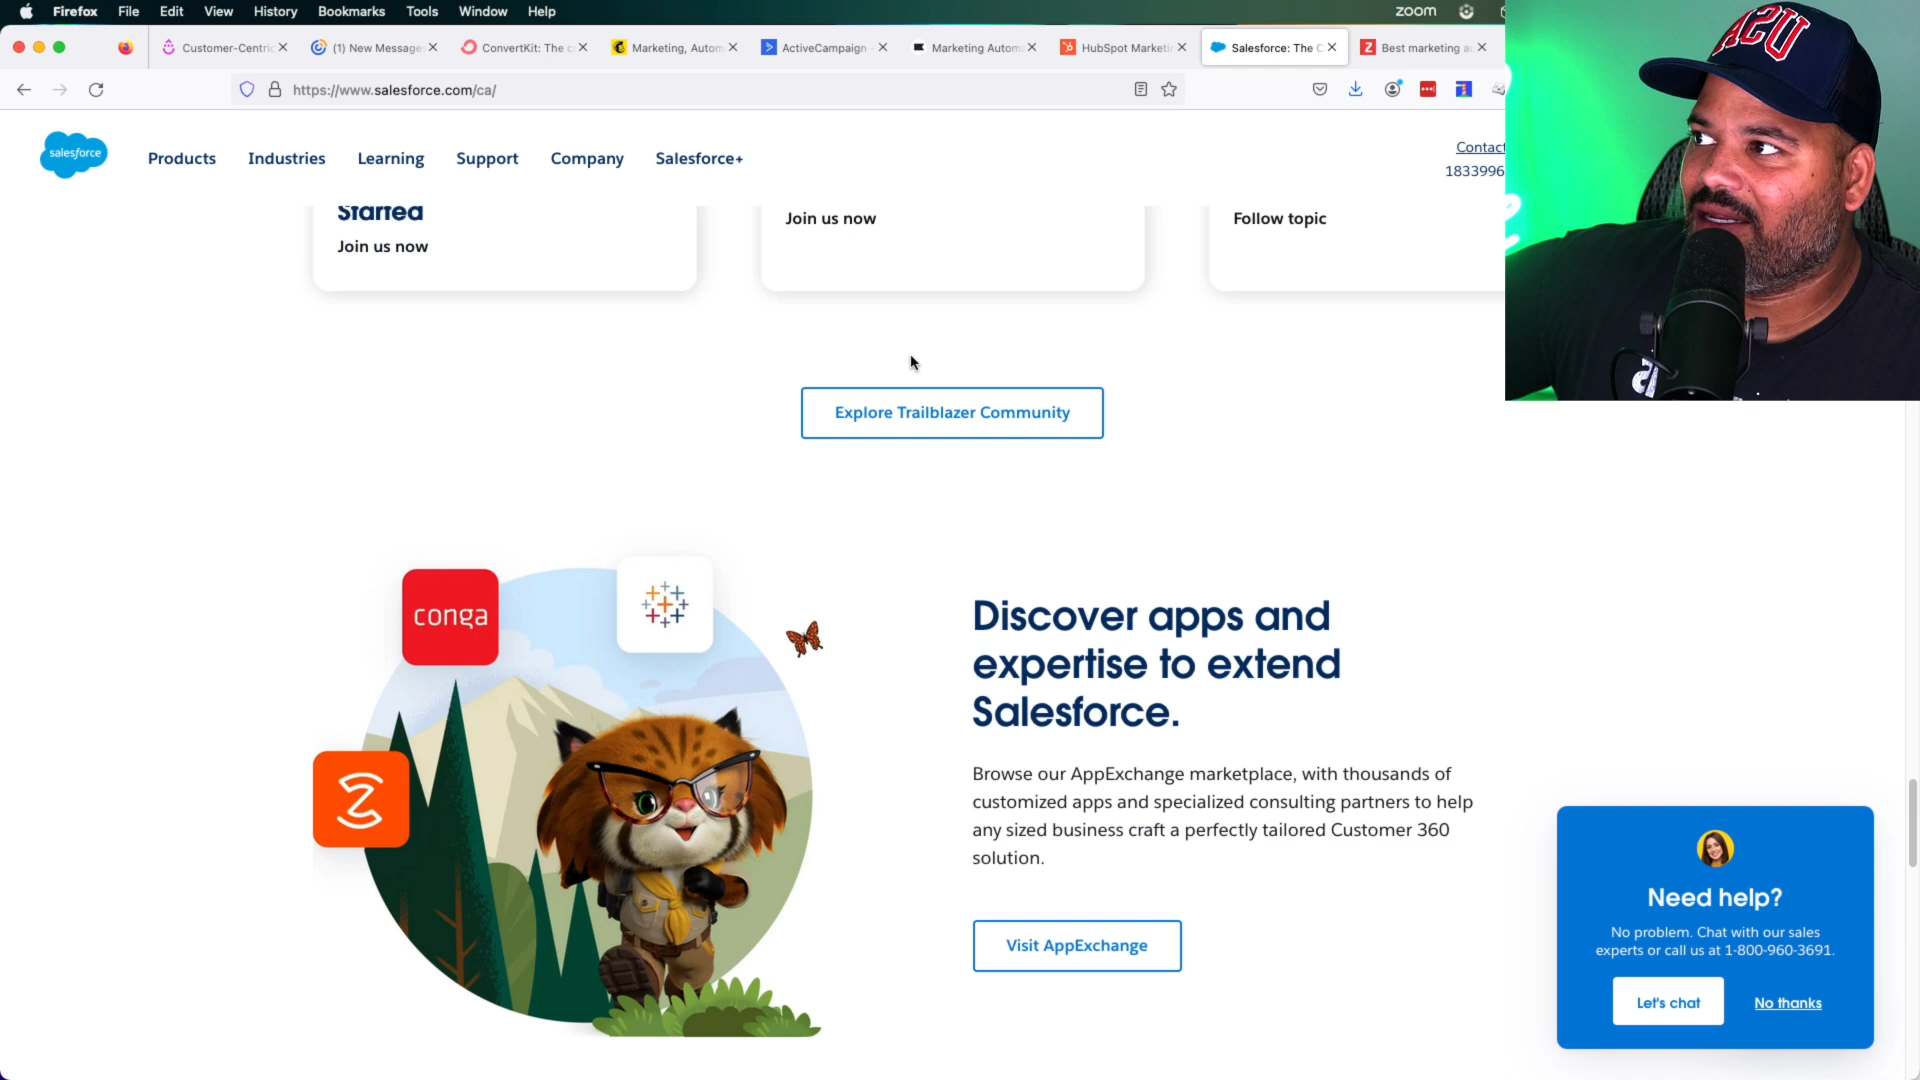 Firefox File Edit View History Bookmarks Tools Window Help zoom
Customer-Centric (1) New Message ConvertKit: The c Marketing, Autom ActiveCampaign - Marketing Autom HubSpot Marketin Salesforce: The C Best marketing au
https://www.salesforce.com/ca/
salesforce Products Industries Learning Support Company Salesforce+
Contact
1833996
Started
Join us now
Join us now
Follow topic
Explore Trailblazer Community
conga
Discover apps and
expertise to extend
Salesforce.
Browse our AppExchange marketplace, with thousands of
customized apps and specialized consulting partners to help
any sized business craft a perfectly tailored Customer 360
solution.
Visit AppExchange
Need help?
No problem. Chat with our sales
experts or call us at 1-800-960-3691.
Let's chat No thanks